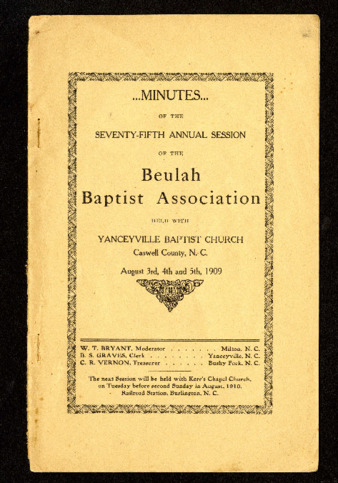 ...MINUTES...
OF THE
SEVENTY-FIFTH ANNUAL SESSION
OF THE
Beulah
Baptist Association
HELD WITH
YANCEYVILLE BAPTIST CHURCH
Caswell County, N. C.
August 3rd, 4th and 5th, 1909
W. T. BRYANT, Moderator . . . . . . . Milton, N. C.
B. S. GRAVES, Clerk . . . . . . . . Yanceyville, N. C.
C. R. VERNON, Treasurer . . . . . . Bushy Fork, N. C.
The next Session will be held with Kerr's Chapel Church,
on Tuesday before second Sunday in August, 1910.
Railroad Station, Burlington, N. C.